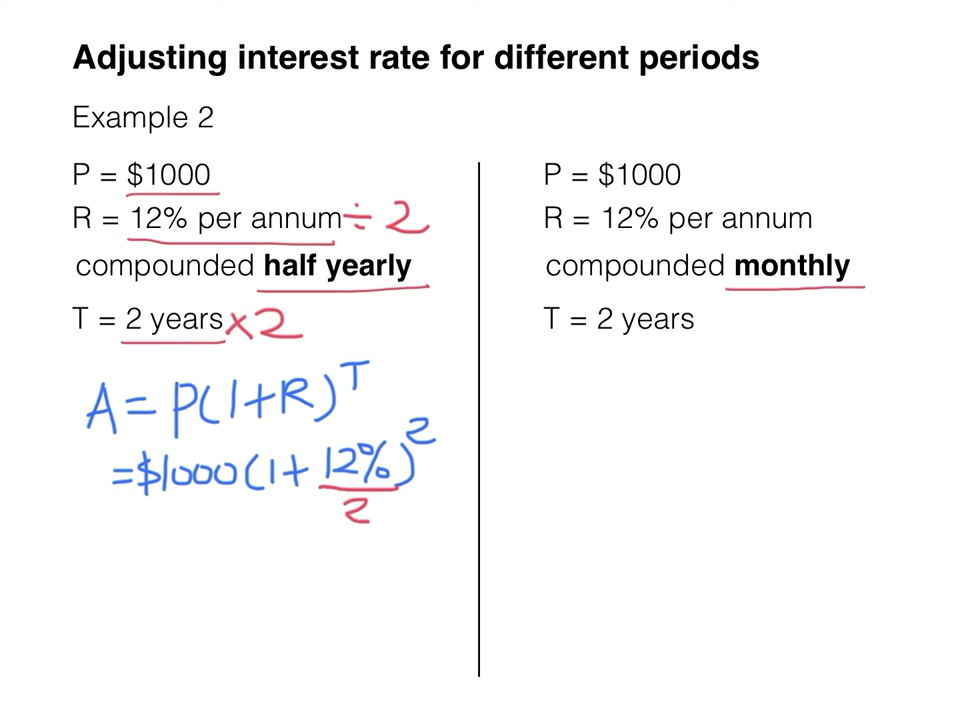 Adjusting interest rate for different periods
Example 2
P = $1000
R = 12% per annum ÷ 2
compounded half yearly
T = 2 years × 2
A = P(1+R)^T
= $1000(1 + 12%/2)^2
P = $1000
R = 12% per annum
compounded monthly
T = 2 years